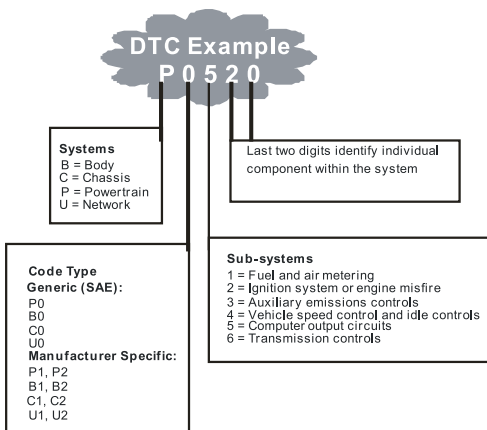 DTC Example
P 0 5 2 0
Systems
B = Body
C = Chassis
P = Powertrain
U = Network
Last two digits identify individual
component within the system
Code Type
Generic (SAE):
P0
B0
C0
U0
Manufacturer Specific:
P1, P2
B1, B2
C1, C2
U1, U2
Sub-systems
1 = Fuel and air metering
2 = Ignition system or engine misfire
3 = Auxiliary emissions controls
4 = Vehicle speed control and idle controls
5 = Computer output circuits
6 = Transmission controls